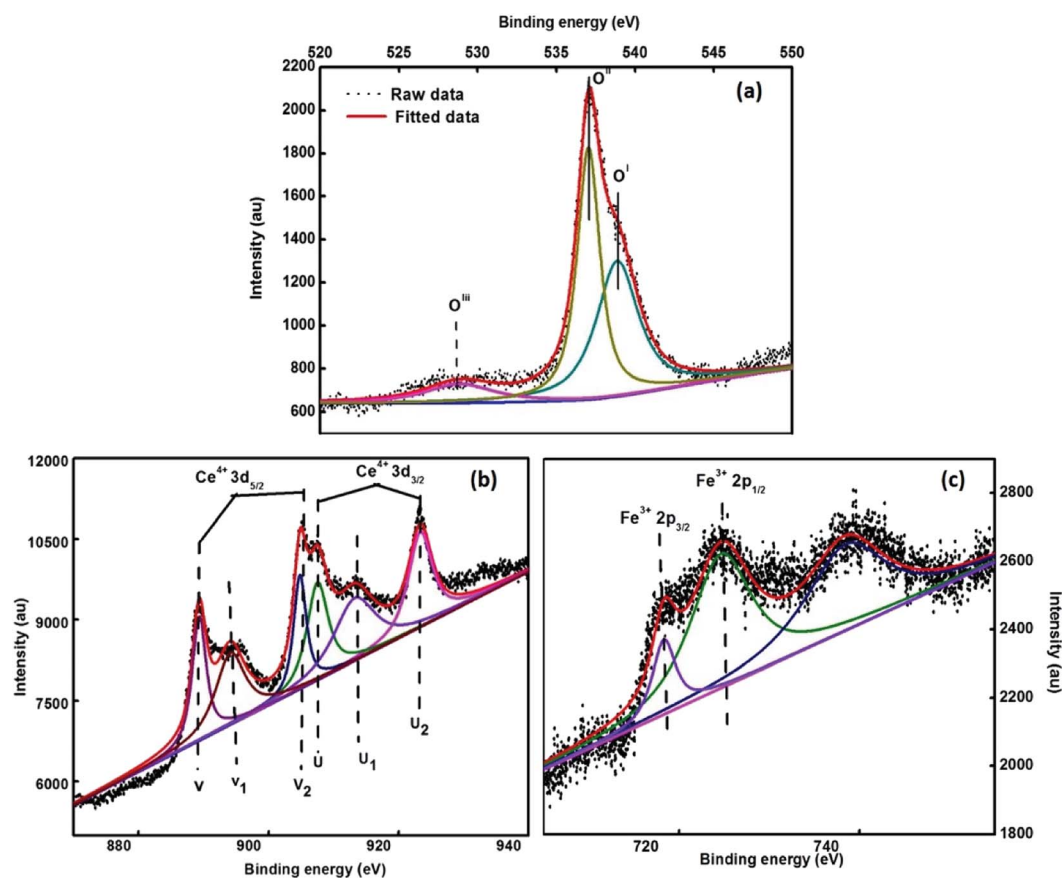 Binding energy (eV)
520 525 530 535 540 545 550
2200
2000
1800
1600
1400
1200
1000
800
600
Intensity (au)
Raw data
Fitted data
(a)
O^II
O^I
O^Iii
12000
10500
9000
7500
6000
Intensity (au)
Ce⁴⁺ 3d₅/₂
Ce⁴⁺ 3d₃/₂
(b)
v
v₁
V₂
U
U₁
U₂
880 900 920 940
Binding energy (eV)
Fe³⁺ 2p₃/₂
Fe³⁺ 2p₁/₂
(c)
2800
2600
2400
2200
2000
1800
Intensity (au)
720 740
Binding energy (eV)